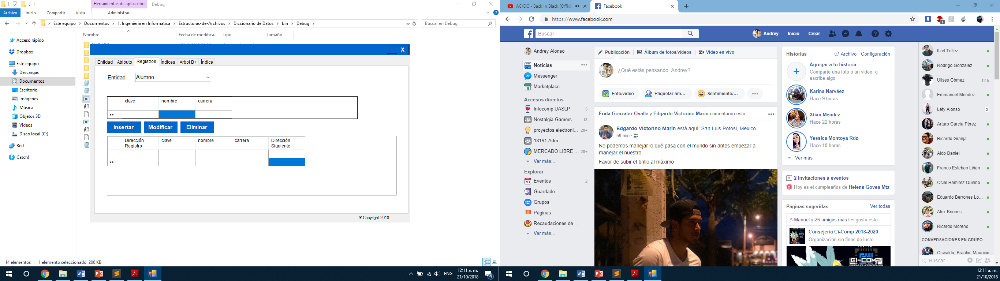 Herramientas de aplicación
Debug
Archivo
Inicio
Compartir
Vista
Administrar
Este equipo
Documentos
1. Ingenieria en Informatica
Estructuras-de-Archivos
Diccionario de Datos
bin
Debug
Buscar en Debug
Nombre
Fecha de modifica...
Tipo
Tamaño
Acceso rápido
Dropbox
Este equipo
Descargas
Documentos
Escritorio
Imágenes
Música
Objetos 3D
Videos
Disco local (C:)
Red
Catch!
_ X
Entidad
Atributo
Registros
Índices
Arbol B+
Índice
Entidad
Alumno
clave
nombre
carrera
Insertar
Modificar
Eliminar
Dirección
Registro
clave
nombre
carrera
Dirección
Siguiente
© Copyright 2018
14 elementos
1 elemento seleccionado 206 KB
ENG
12:11 a. m.
21/10/2018
4
AC/DC - Back In Black (Offici
Facebook
https://www.facebook.com
ABP
1
Buscar
Andrey
Inicio
Crear
Andrey Alonso
Noticias
Messenger
Marketplace
Accesos directos
Infocomp UASLP 5
Nostalgia Gamers 18
proyectos electroni... 20+
18191 Adm
MERCADO LIBRE ... 20+
Ver más...
Explorar
Eventos 2
Guardado
Grupos
Páginas
Recaudaciones de ...
Ver más...
Publicación
Álbum de fotos/videos
Video en vivo
¿Qué estás pensando, Andrey?
Foto/video
Etiquetar am...
Sentimiento/...
Frida Gonzalez Ovalle y Edgardo Victorino Marín comentaron esto.
Edgardo Victorino Marín está aquí: San Luis Potosi, Mexico.
59 min ·
No podemos manejar lo qué pasa con el mundo sin antes empezar a
manejar el nuestro.
Favor de subir el brillo al máximo
Historias
Archivo · Configuración
Agregar a tu historia
Comparte una foto o un video, o
escribe algo
Karina Narváez
Hace 9 horas
Xtian Mendez
Hace 22 horas
Yessica Montoya Rdz
Hace 10 horas
Ver más
2 invitaciones a eventos
Hoy es el cumpleaños de Helena Govea Mtz
Páginas sugeridas
Ver todas
A Manuel y 26 amigos más les gusta esto.
Consejería Ci-Comp 2018-2020
Organización sin fines de lucro
Itzel Téllez
Rodrigo Gonzalez
Ulises Gómez 12 h
Emmanuel Mendez
Lety Alonso 2
Arturo García Pérez
Ricardo Granja
Aldo Daniel
Franco Esteban Liñan
Ociel Ramirez Quirino
Eduardo Berrones Lo...
Alex Briones
Ricardo Moreno
CONVERSACIONES EN GRUPO
Oswaldo, Braulio, Mauricio...
Buscar
12:11 a. m.
21/10/2018